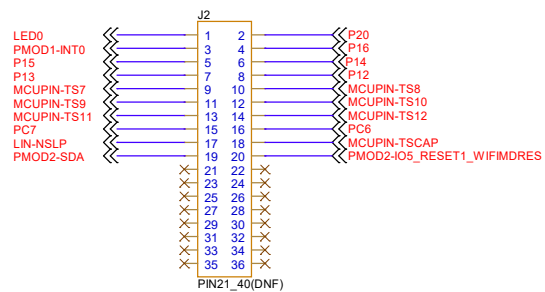 J2
LED0 1 2 P20
PMOD1-INT0 3 4 P16
P15 5 6 P14
P13 7 8 P12
MCUPIN-TS7 9 10 MCUPIN-TS8
MCUPIN-TS9 11 12 MCUPIN-TS10
MCUPIN-TS11 13 14 MCUPIN-TS12
PC7 15 16 PC6
LIN-NSLP 17 18 MCUPIN-TSCAP
PMOD2-SDA 19 20 PMOD2-IO5_RESET1_WIFIMDRES
21 22
23 24
25 26
27 28
29 30
31 32
33 34
35 36
PIN21_40(DNF)